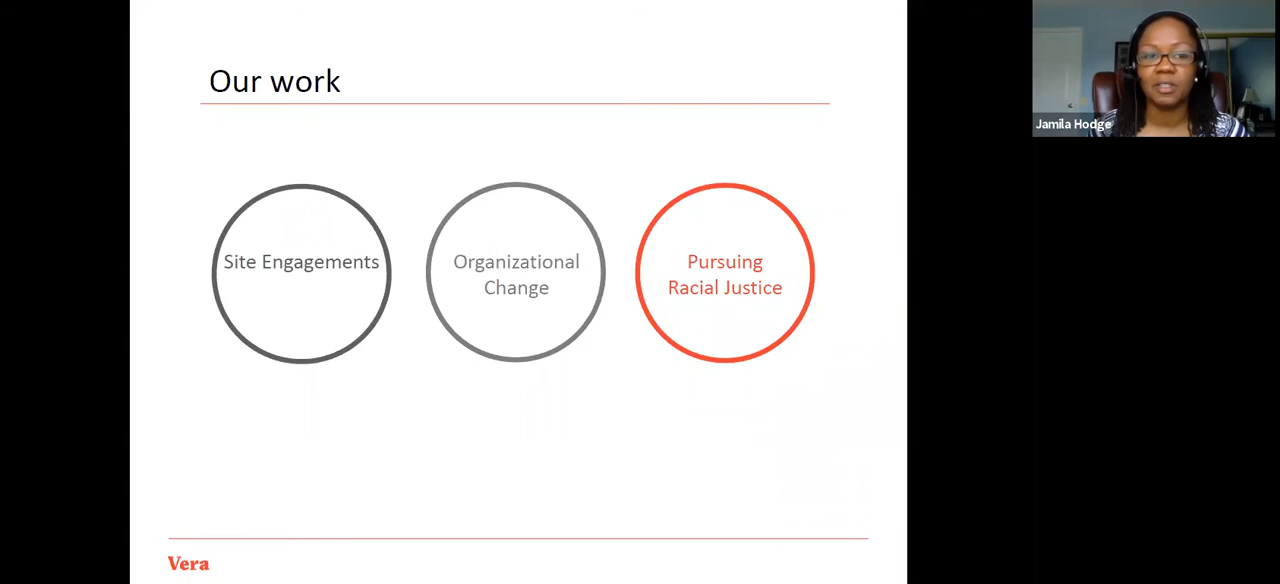 Our work
Site Engagements
Organizational
Change
Pursuing
Racial Justice
Vera
Jamila Hodge